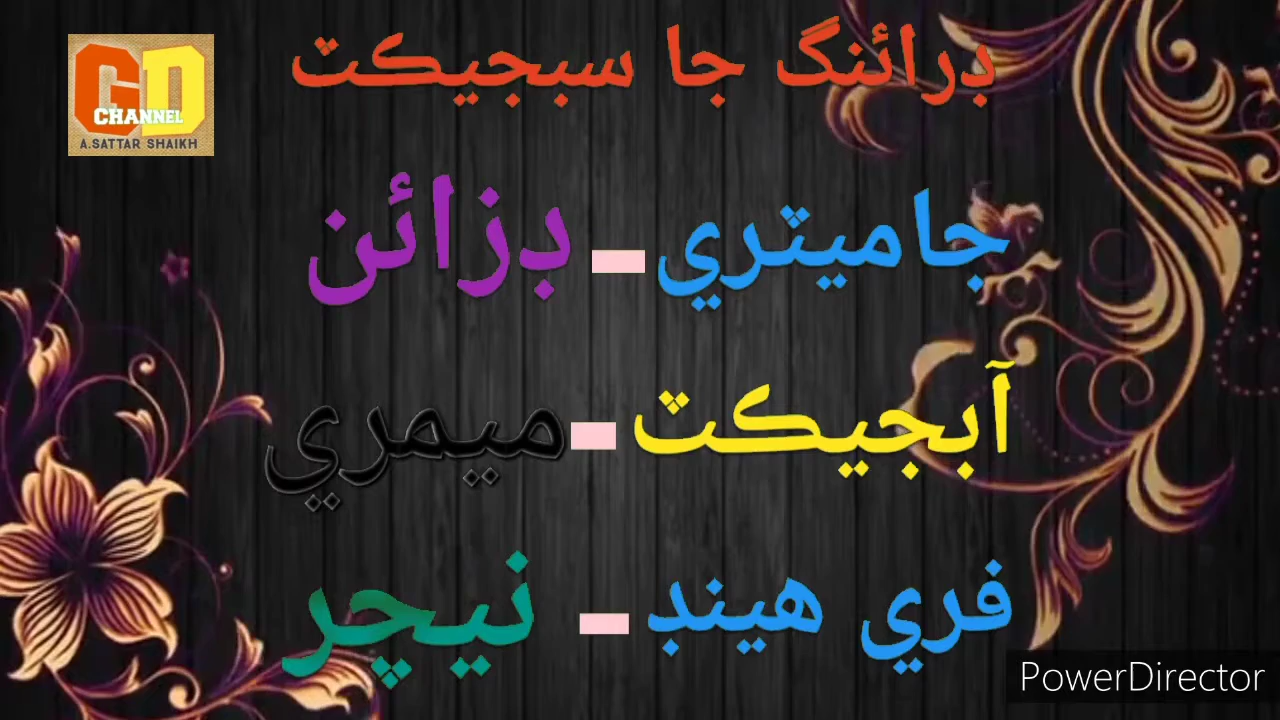 GD
CHANNEL
A.SATTAR SHAIKH
ڊرائنگ جا سبجيڪٽ
جاميٽري - ڊزائن
آبجيڪٽ - ميمري
فري هينڊ - نيچر
PowerDirector